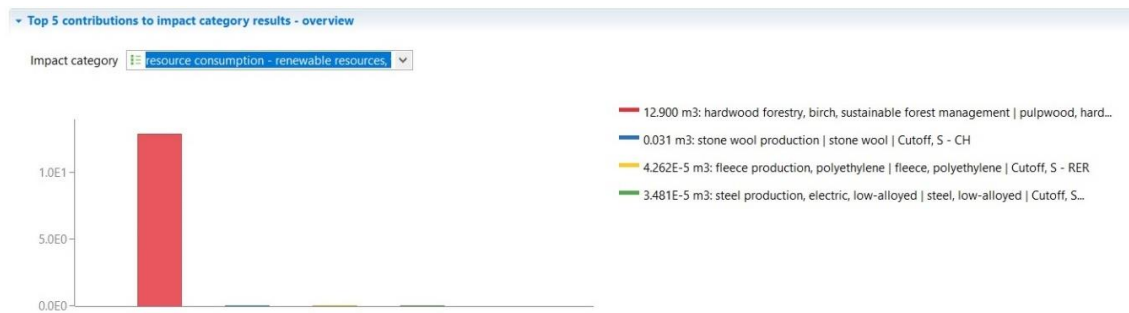 Top 5 contributions to impact category results - overview
Impact category resource consumption - renewable resources,
12.900 m3: hardwood forestry, birch, sustainable forest management | pulpwood, hard...
0.031 m3: stone wool production | stone wool | Cutoff, S - CH
4.262E-5 m3: fleece production, polyethylene | fleece, polyethylene | Cutoff, S - RER
3.481E-5 m3: steel production, electric, low-alloyed | steel, low-alloyed | Cutoff, S...
1.0E1
5.0E0
0.0E0